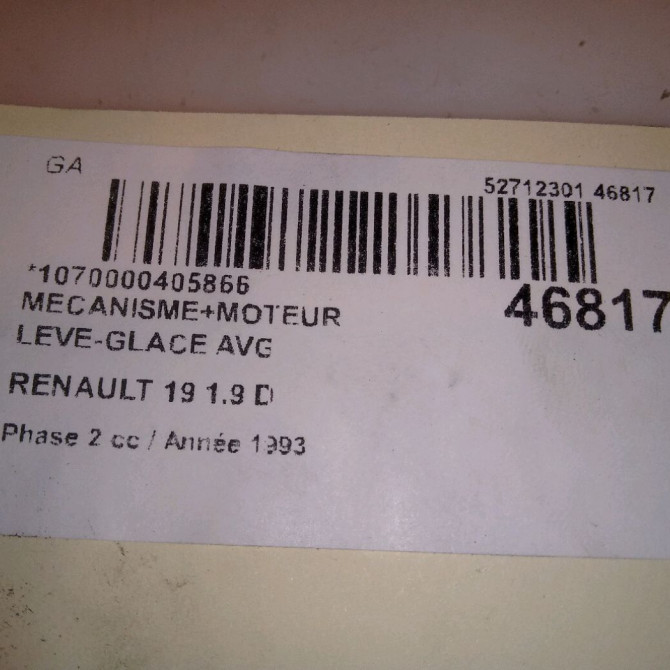 GA
52712301 46817
*1070000405866
46817
MECANISME+MOTEUR
LEVE-GLACE AVG
RENAULT 19 1.9 D
Phase 2 cc / Année 1993